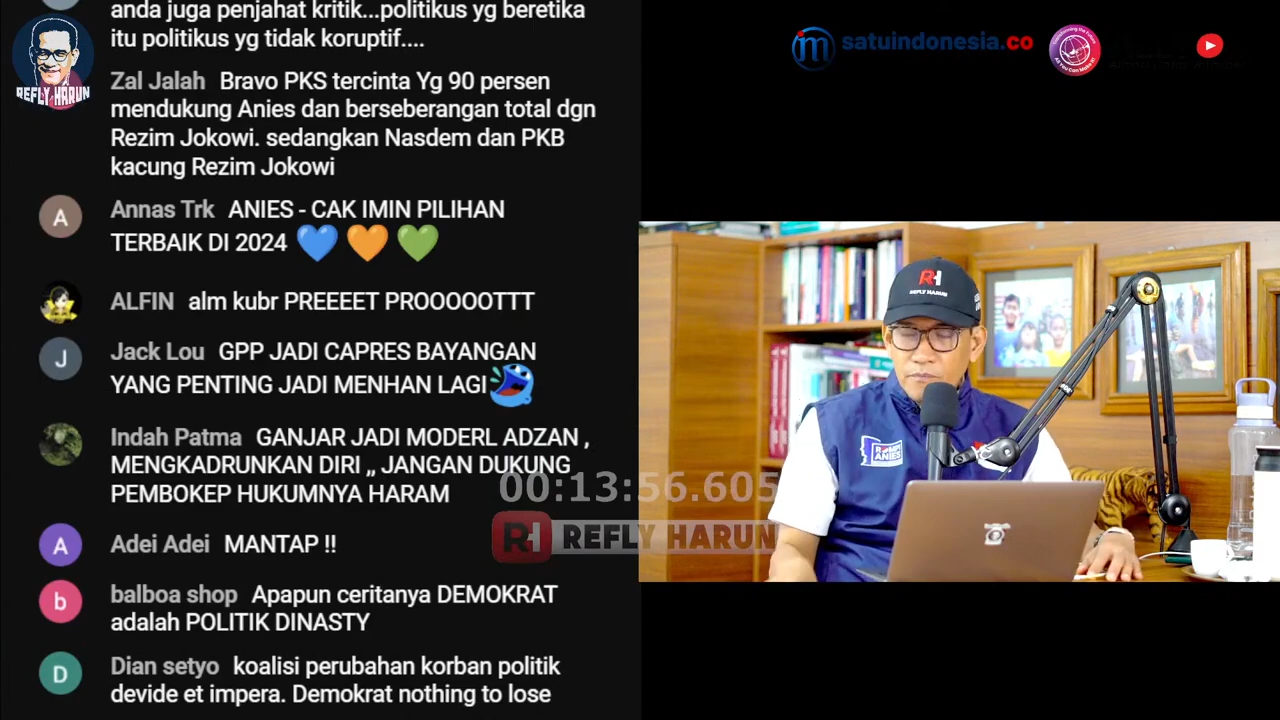 anda juga penjahat kritik...politikus yg beretika
itu politikus yg tidak koruptif....
REFLY HARUN
Zal Jalah Bravo PKS tercinta Yg 90 persen
mendukung Anies dan berseberangan total dgn
Rezim Jokowi. sedangkan Nasdem dan PKB
kacung Rezim Jokowi
A
Annas Trk ANIES - CAK IMIN PILIHAN
TERBAIK DI 2024 💙 🧡 💚
ALFIN alm kubr PREEEET PROOOOOTTT
J
Jack Lou GPP JADI CAPRES BAYANGAN
YANG PENTING JADI MENHAN LAGI
Indah Patma GANJAR JADI MODERL ADZAN ,
MENGKADRUNKAN DIRI ,, JANGAN DUKUNG
PEMBOKEP HUKUMNYA HARAM
A
Adei Adei MANTAP !!
b
balboa shop Apapun ceritanya DEMOKRAT
adalah POLITIK DINASTY
D
Dian setyo koalisi perubahan korban politik
devide et impera. Demokrat nothing to lose
satuindonesia.co
RH
REFLY HARUN
ANIES
00:13:56.605
RH REFLY HARUN